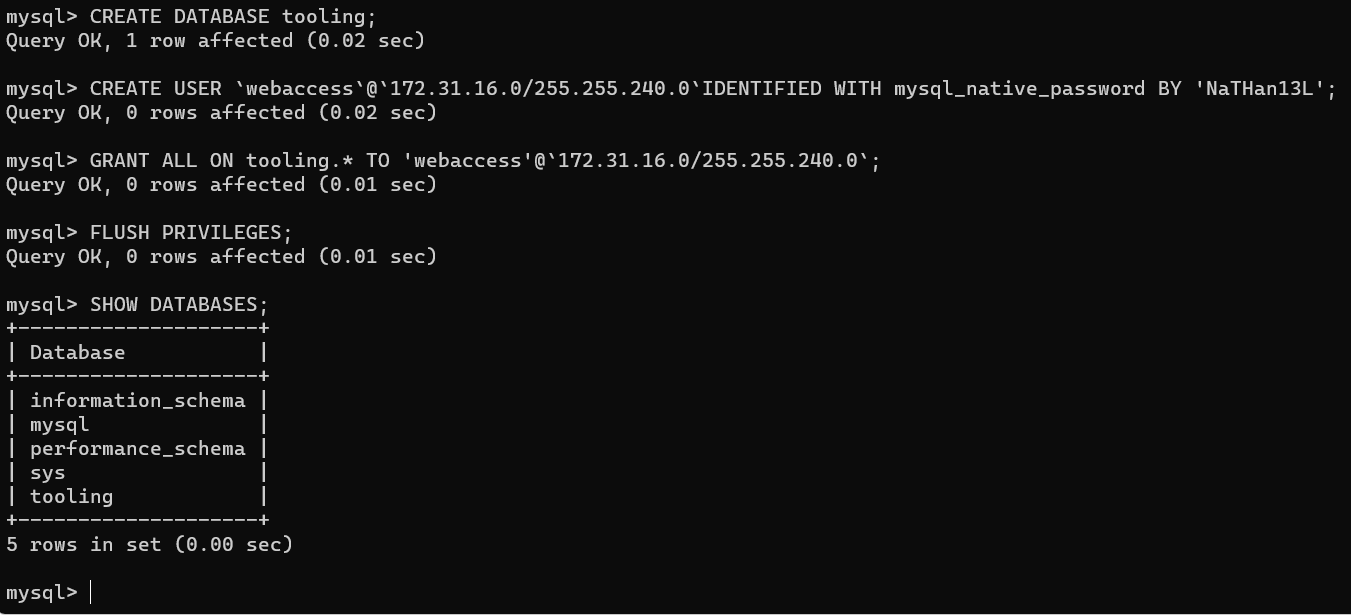 mysql> CREATE DATABASE tooling;
Query OK, 1 row affected (0.02 sec)
mysql> CREATE USER `webaccess`@`172.31.16.0/255.255.240.0`IDENTIFIED WITH mysql_native_password BY 'NaTHan13L';
Query OK, 0 rows affected (0.02 sec)
mysql> GRANT ALL ON tooling.* TO 'webaccess'@`172.31.16.0/255.255.240.0`;
Query OK, 0 rows affected (0.01 sec)
mysql> FLUSH PRIVILEGES;
Query OK, 0 rows affected (0.01 sec)
mysql> SHOW DATABASES;
+--------------------+
| Database           |
+--------------------+
| information_schema |
| mysql              |
| performance_schema |
| sys                |
| tooling            |
+--------------------+
5 rows in set (0.00 sec)
mysql>